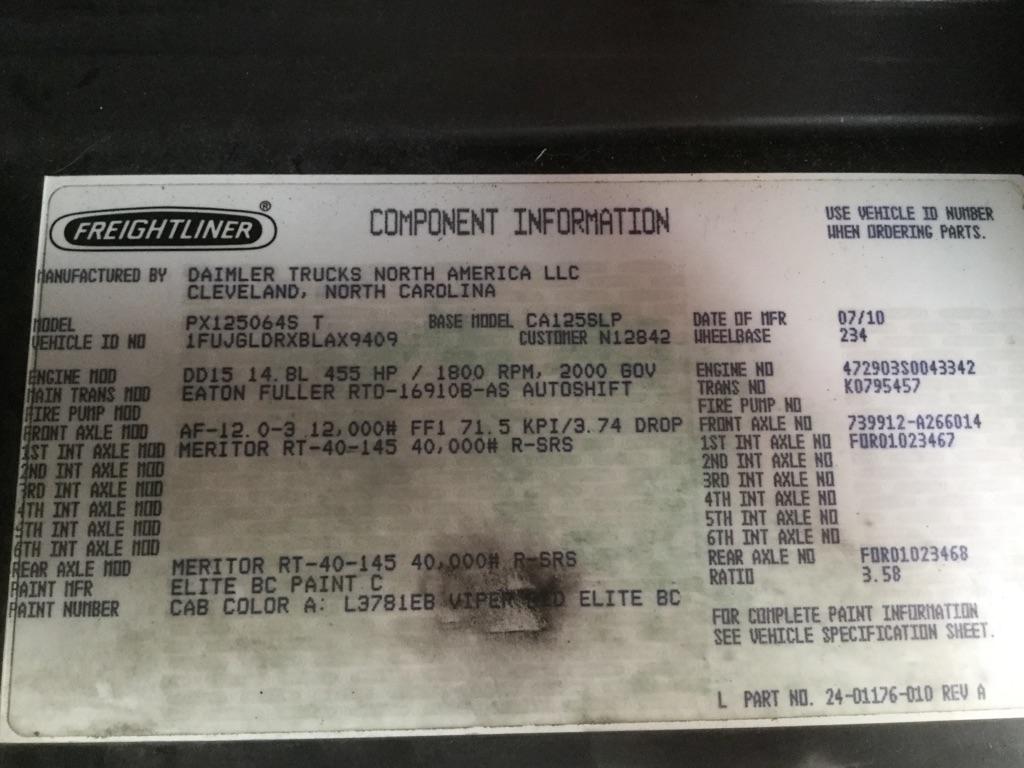 FREIGHTLINER ®
COMPONENT INFORMATION
USE VEHICLE ID NUMBER
WHEN ORDERING PARTS.
MANUFACTURED BY DAIMLER TRUCKS NORTH AMERICA LLC
CLEVELAND, NORTH CAROLINA
MODEL PX125064S T BASE MODEL CA125SLP DATE OF MFR 07/10
VEHICLE ID NO 1FUJGLDRXBLAX9409 CUSTOMER N12842 WHEELBASE 234
ENGINE MOD DD15 14.8L 455 HP / 1800 RPM, 2000 GOV ENGINE NO 472903S0043342
MAIN TRANS MOD EATON FULLER RTO-16910B-AS AUTOSHIFT TRANS NO K0795457
FIRE PUMP MOD FIRE PUMP NO
FRONT AXLE MOD AF-12.0-3 12,000# FF1 71.5 KPI/3.74 DROP FRONT AXLE NO 739912-A266014
1ST INT AXLE MOD MERITOR RT-40-145 40,000# R-SRS 1ST INT AXLE NO FOR01023467
2ND INT AXLE MOD 2ND INT AXLE NO
3RD INT AXLE MOD 3RD INT AXLE NO
4TH INT AXLE MOD 4TH INT AXLE NO
5TH INT AXLE MOD 5TH INT AXLE NO
6TH INT AXLE MOD 6TH INT AXLE NO
REAR AXLE MOD MERITOR RT-40-145 40,000# R-SRS REAR AXLE NO FOR01023468
PAINT MFR ELITE BC PAINT C RATIO 3.58
PAINT NUMBER CAB COLOR A: L3781EB VIPER ELITE BC
FOR COMPLETE PAINT INFORMATION
SEE VEHICLE SPECIFICATION SHEET.
L PART NO. 24-01176-010 REV A